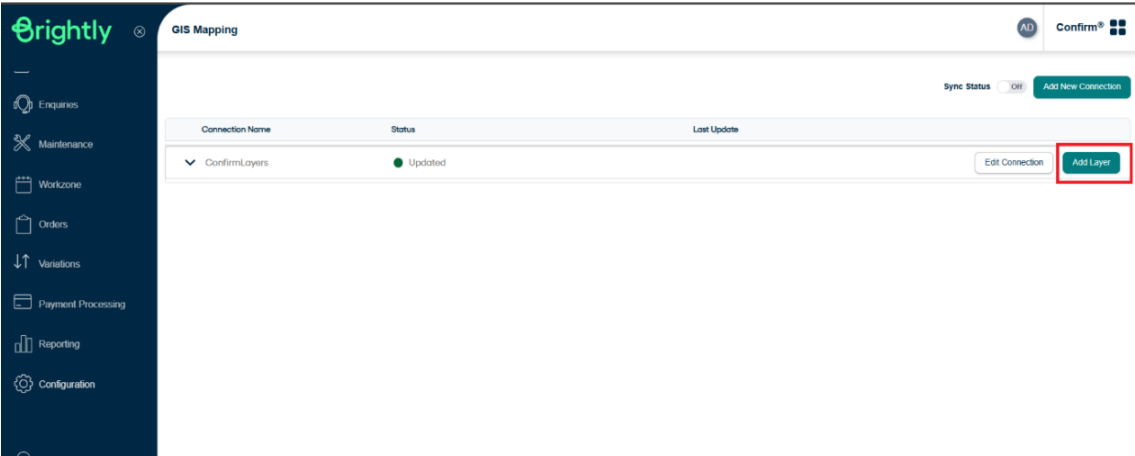 Brightly
GIS Mapping
AD
Confirm®
Sync Status
Off
Add New Connection
Connection Name
Status
Last Update
ConfirmLayers
Updated
Edit Connection
Add Layer
Enquiries
Maintenance
Workzone
Orders
Variations
Payment Processing
Reporting
Configuration